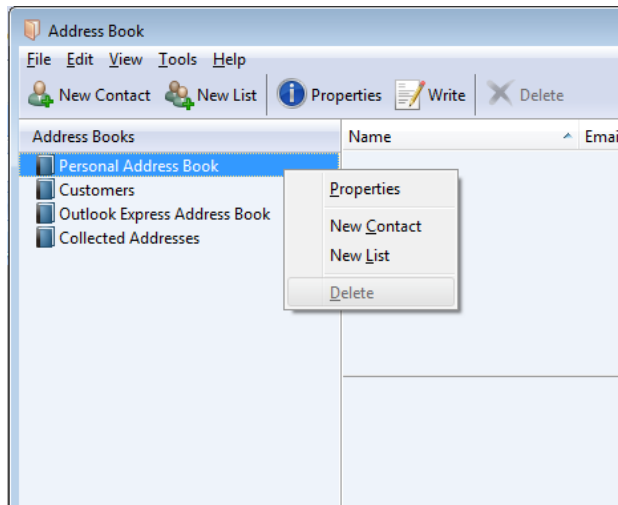 Address Book
File Edit View Tools Help
New Contact New List Properties Write Delete
Address Books
Name Emai
Personal Address Book
Customers
Outlook Express Address Book
Collected Addresses
Properties
New Contact
New List
Delete